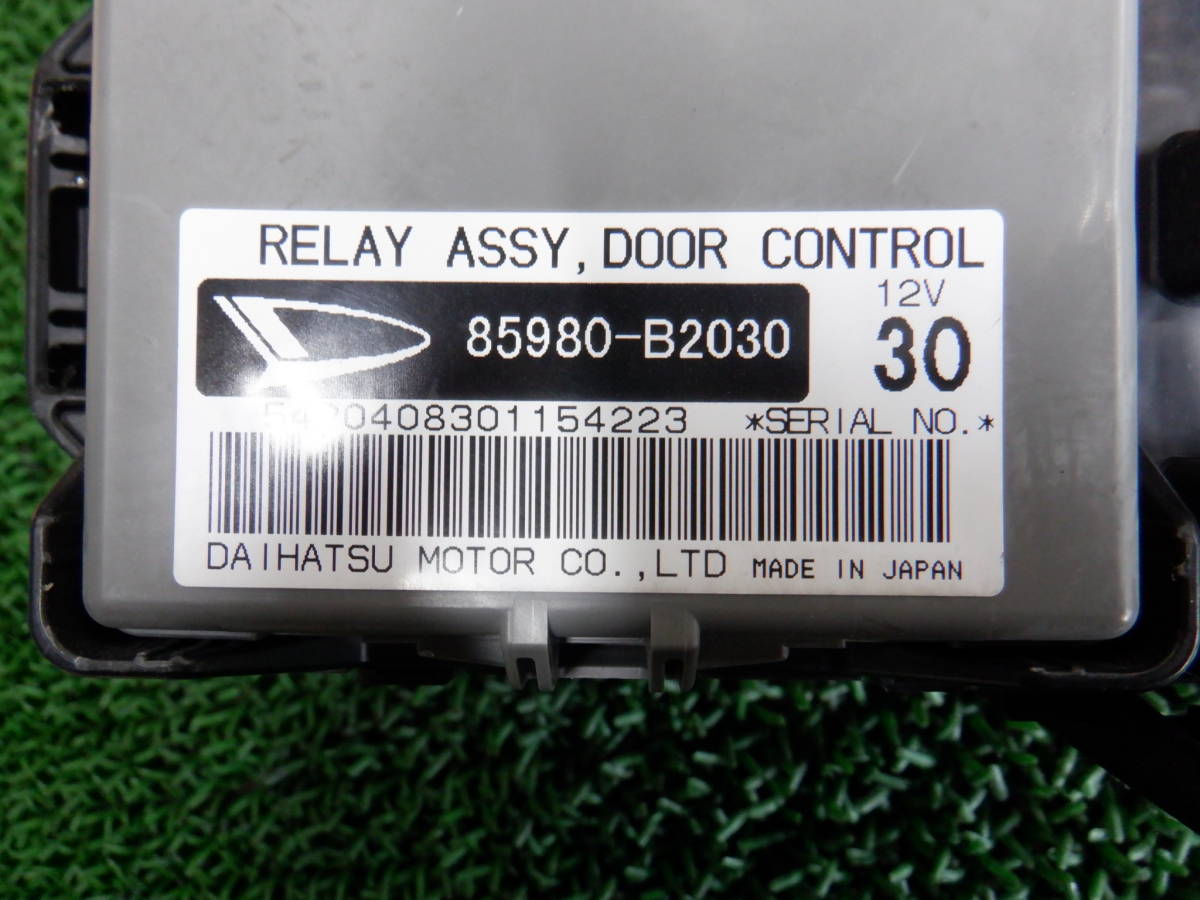 RELAY ASSY, DOOR CONTROL
12V
85980-B2030
30
*SERIAL NO.*
DAIHATSU MOTOR CO.,LTD MADE IN JAPAN